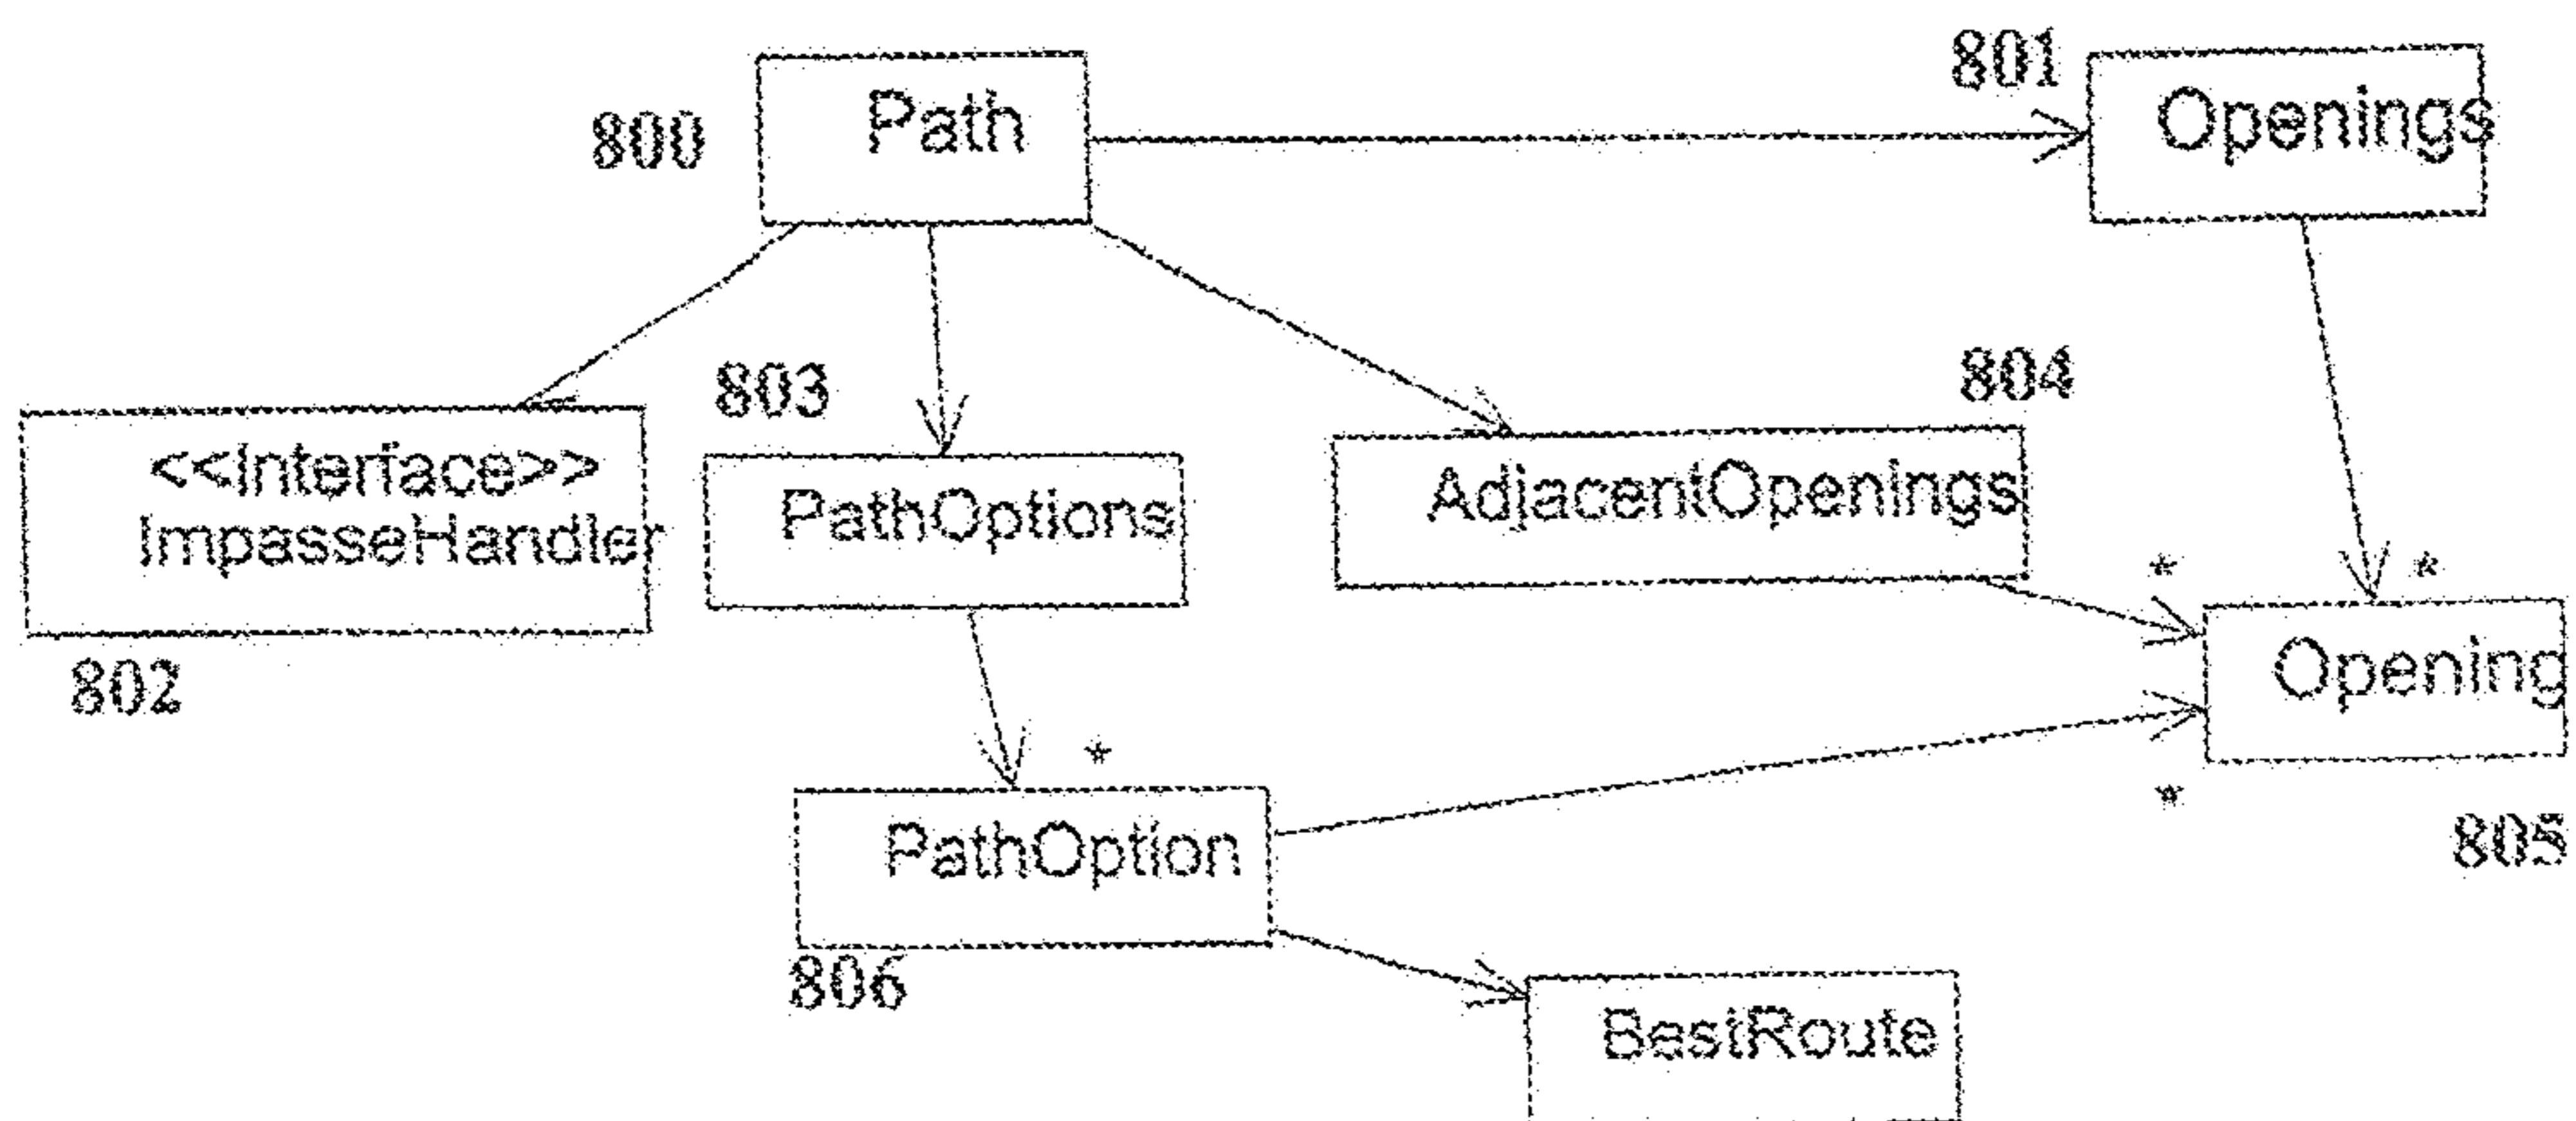 801
Path
Openings
800
803
804
<<Interface>>
ImpasseHandler
PathOptions
AdjacentOpenings
*
*
Opening
802
*
PathOption
*
805
806
BestRoute